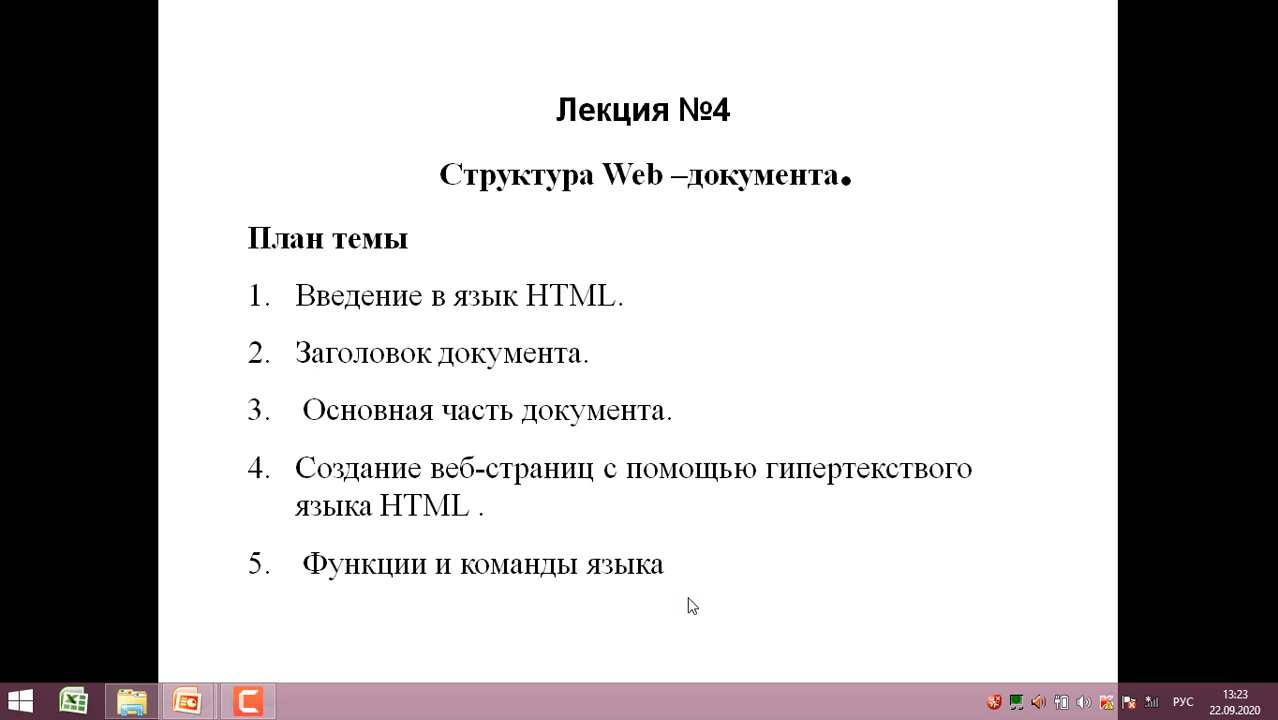 Лекция №4
Структура Web –документа.
План темы
1. Введение в язык HTML.
2. Заголовок документа.
3. Основная часть документа.
4. Создание веб-страниц с помощью гипертекствого
языка HTML .
5. Функции и команды языка
РУС
13:23
22.09.2020